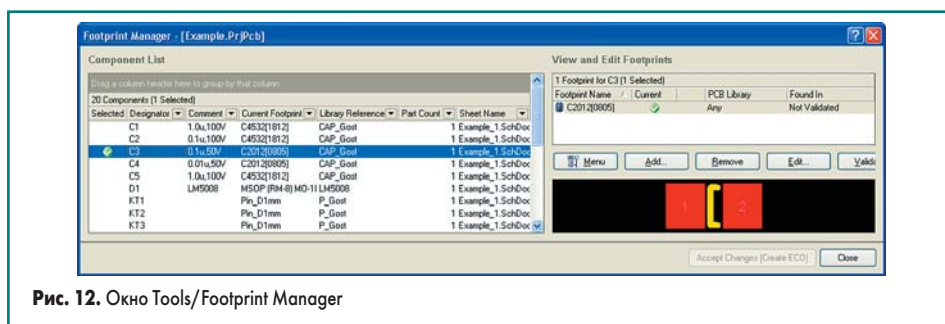 Footprint Manager - [Example.PrjPcb]
Component List
View and Edit Footprints
Drag a column header here to group by that column
20 Components (1 Selected)
Selected Designator Comment Current Footprint Library Reference Part Count Sheet Name
C1 1.0u,100V C4532[1812] CAP_Gost 1 Example_1.SchDoc
C2 0.1u,100V C4532[1812] CAP_Gost 1 Example_1.SchDoc
C3 0.1u,50V C2012[0805] CAP_Gost 1 Example_1.SchDoc
C4 0.01u,50V C2012[0805] CAP_Gost 1 Example_1.SchDoc
C5 1.0u,100V C4532[1812] CAP_Gost 1 Example_1.SchDoc
D1 LM5008 MSOP (RM-8) MO-1 LM5008 1 Example_1.SchDoc
KT1 Pin_D1mm P_Gost 1 Example_1.SchDoc
KT2 Pin_D1mm P_Gost 1 Example_1.SchDoc
KT3 Pin_D1mm P_Gost 1 Example_1.SchDoc
1 Footprint for C3 (1 Selected)
Footprint Name Current PCB Library Found In
C2012[0805] Any Not Validated
Menu Add... Remove Edit... Valida
1 2
Accept Changes (Create ECO) Close
Рис. 12. Окно Tools/Footprint Manager